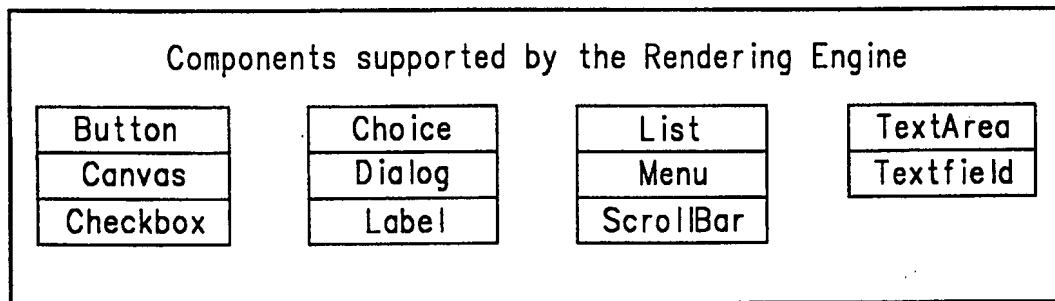 Components supported by the Rendering Engine
Button
Canvas
Checkbox
Choice
Dialog
Label
List
Menu
ScrollBar
TextArea
Textfield